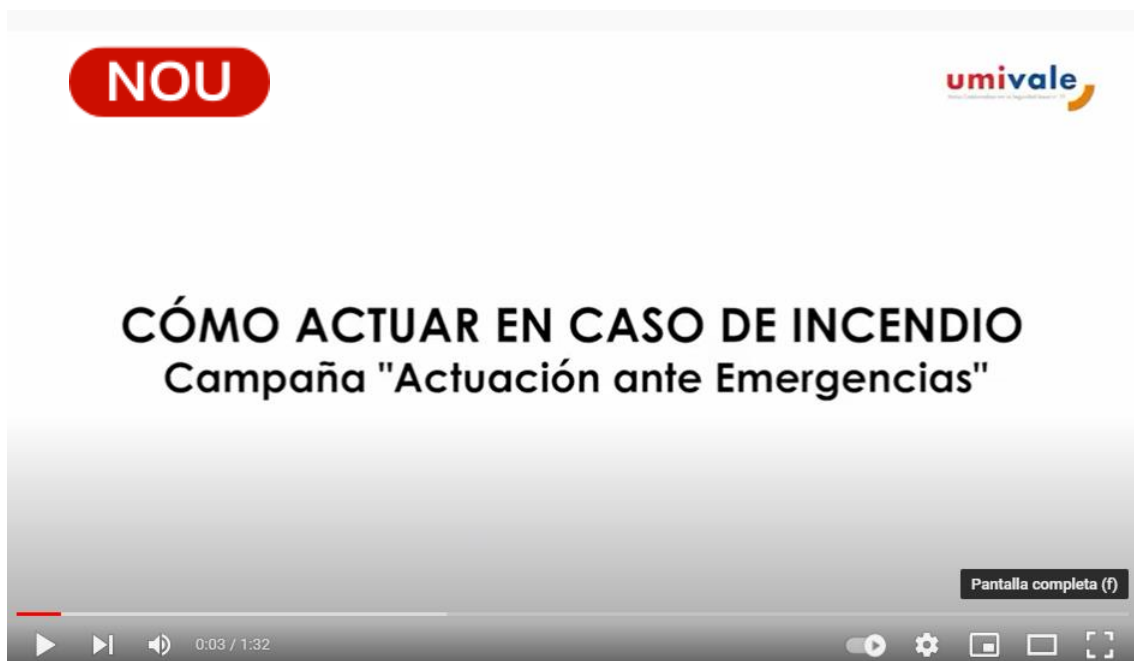 NOU
umivale
CÓMO ACTUAR EN CASO DE INCENDIO
Campaña "Actuación ante Emergencias"
Pantalla completa (f)
0:03 / 1:32